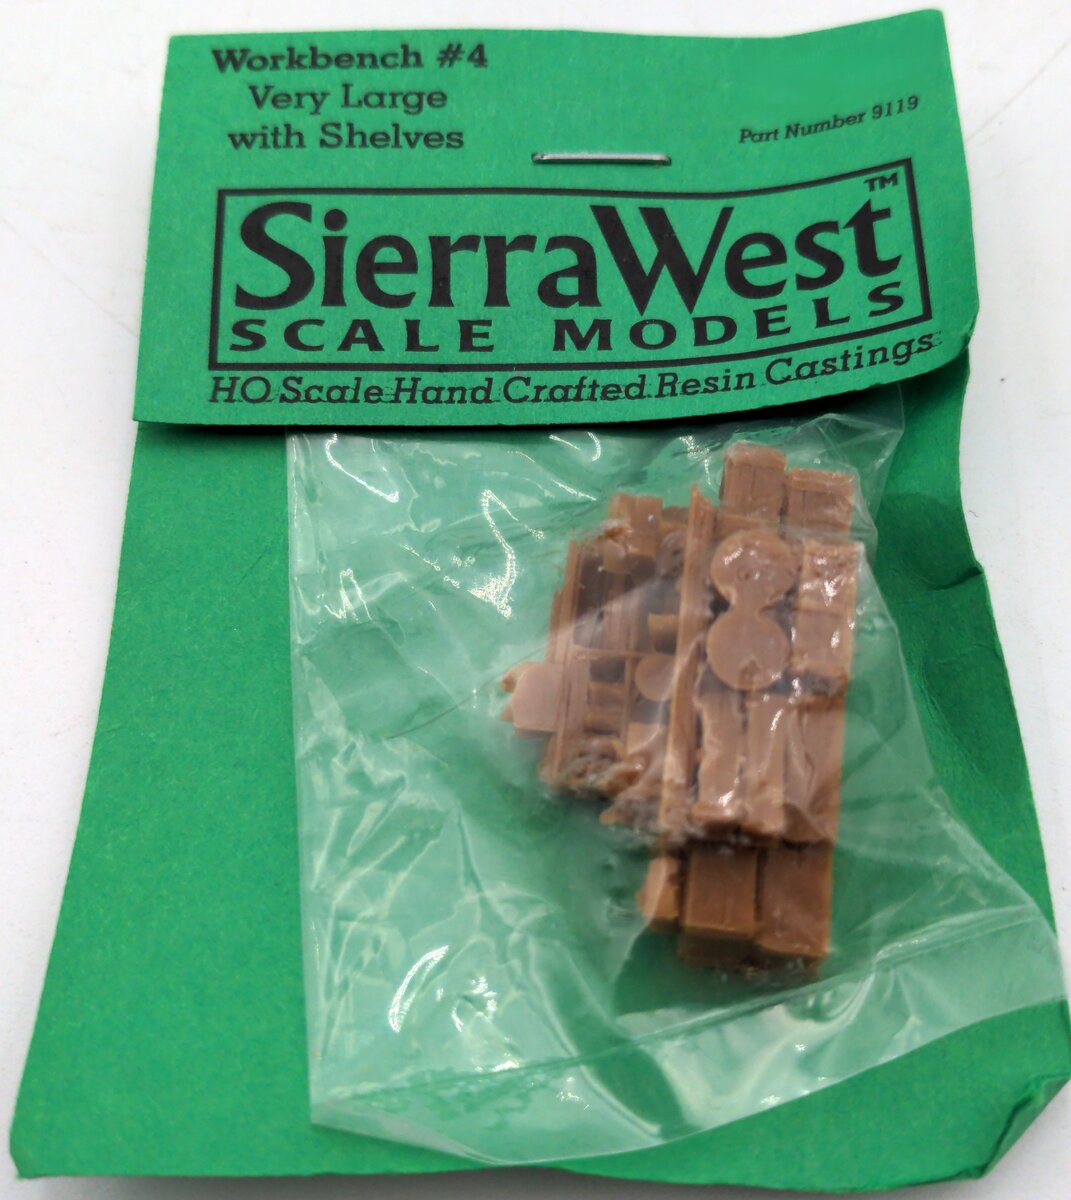 Workbench #4
Very Large
with Shelves
Part Number 9119
SierraWest™
SCALE MODELS
HO Scale Hand Crafted Resin Castings